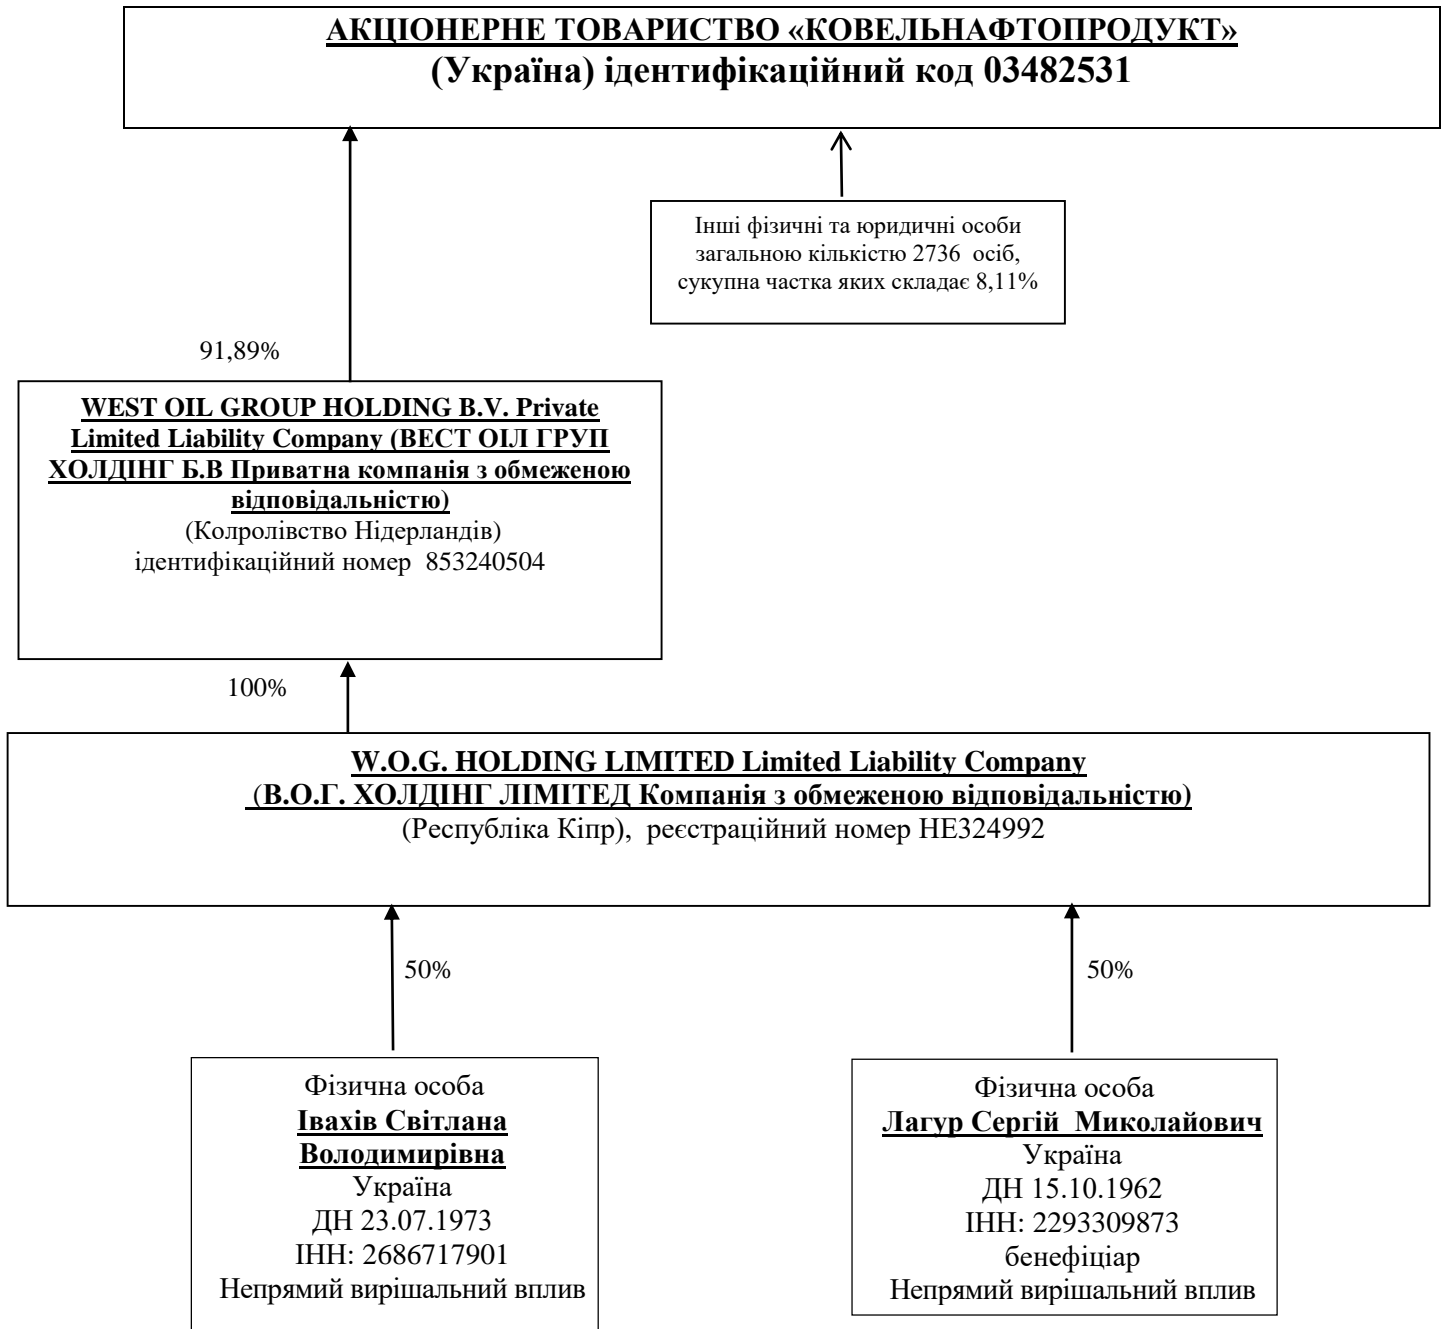 АКЦІОНЕРНЕ ТОВАРИСТВО «КОВЕЛЬНАФТОПРОДУКТ»
(Україна) ідентифікаційний код 03482531
Інші фізичні та юридичні особи
загальною кількістю 2736 осіб,
сукупна частка яких складає 8,11%
91,89%
WEST OIL GROUP HOLDING B.V. Private
Limited Liability Company (ВЕСТ ОІЛ ГРУП
ХОЛДІНГ Б.В Приватна компанія з обмеженою
відповідальністю)
(Колролівство Нідерландів)
ідентифікаційний номер 853240504
100%
W.O.G. HOLDING LIMITED Limited Liability Company
(В.О.Г. ХОЛДІНГ ЛІМІТЕД Компанія з обмеженою відповідальністю)
(Республіка Кіпр), реєстраційний номер НЕ324992
50%
50%
Фізична особа
Івахів Світлана
Володимирівна
Україна
ДН 23.07.1973
ІНН: 2686717901
Непрямий вирішальний вплив
Фізична особа
Лагур Сергій Миколайович
Україна
ДН 15.10.1962
ІНН: 2293309873
бенефіціар
Непрямий вирішальний вплив